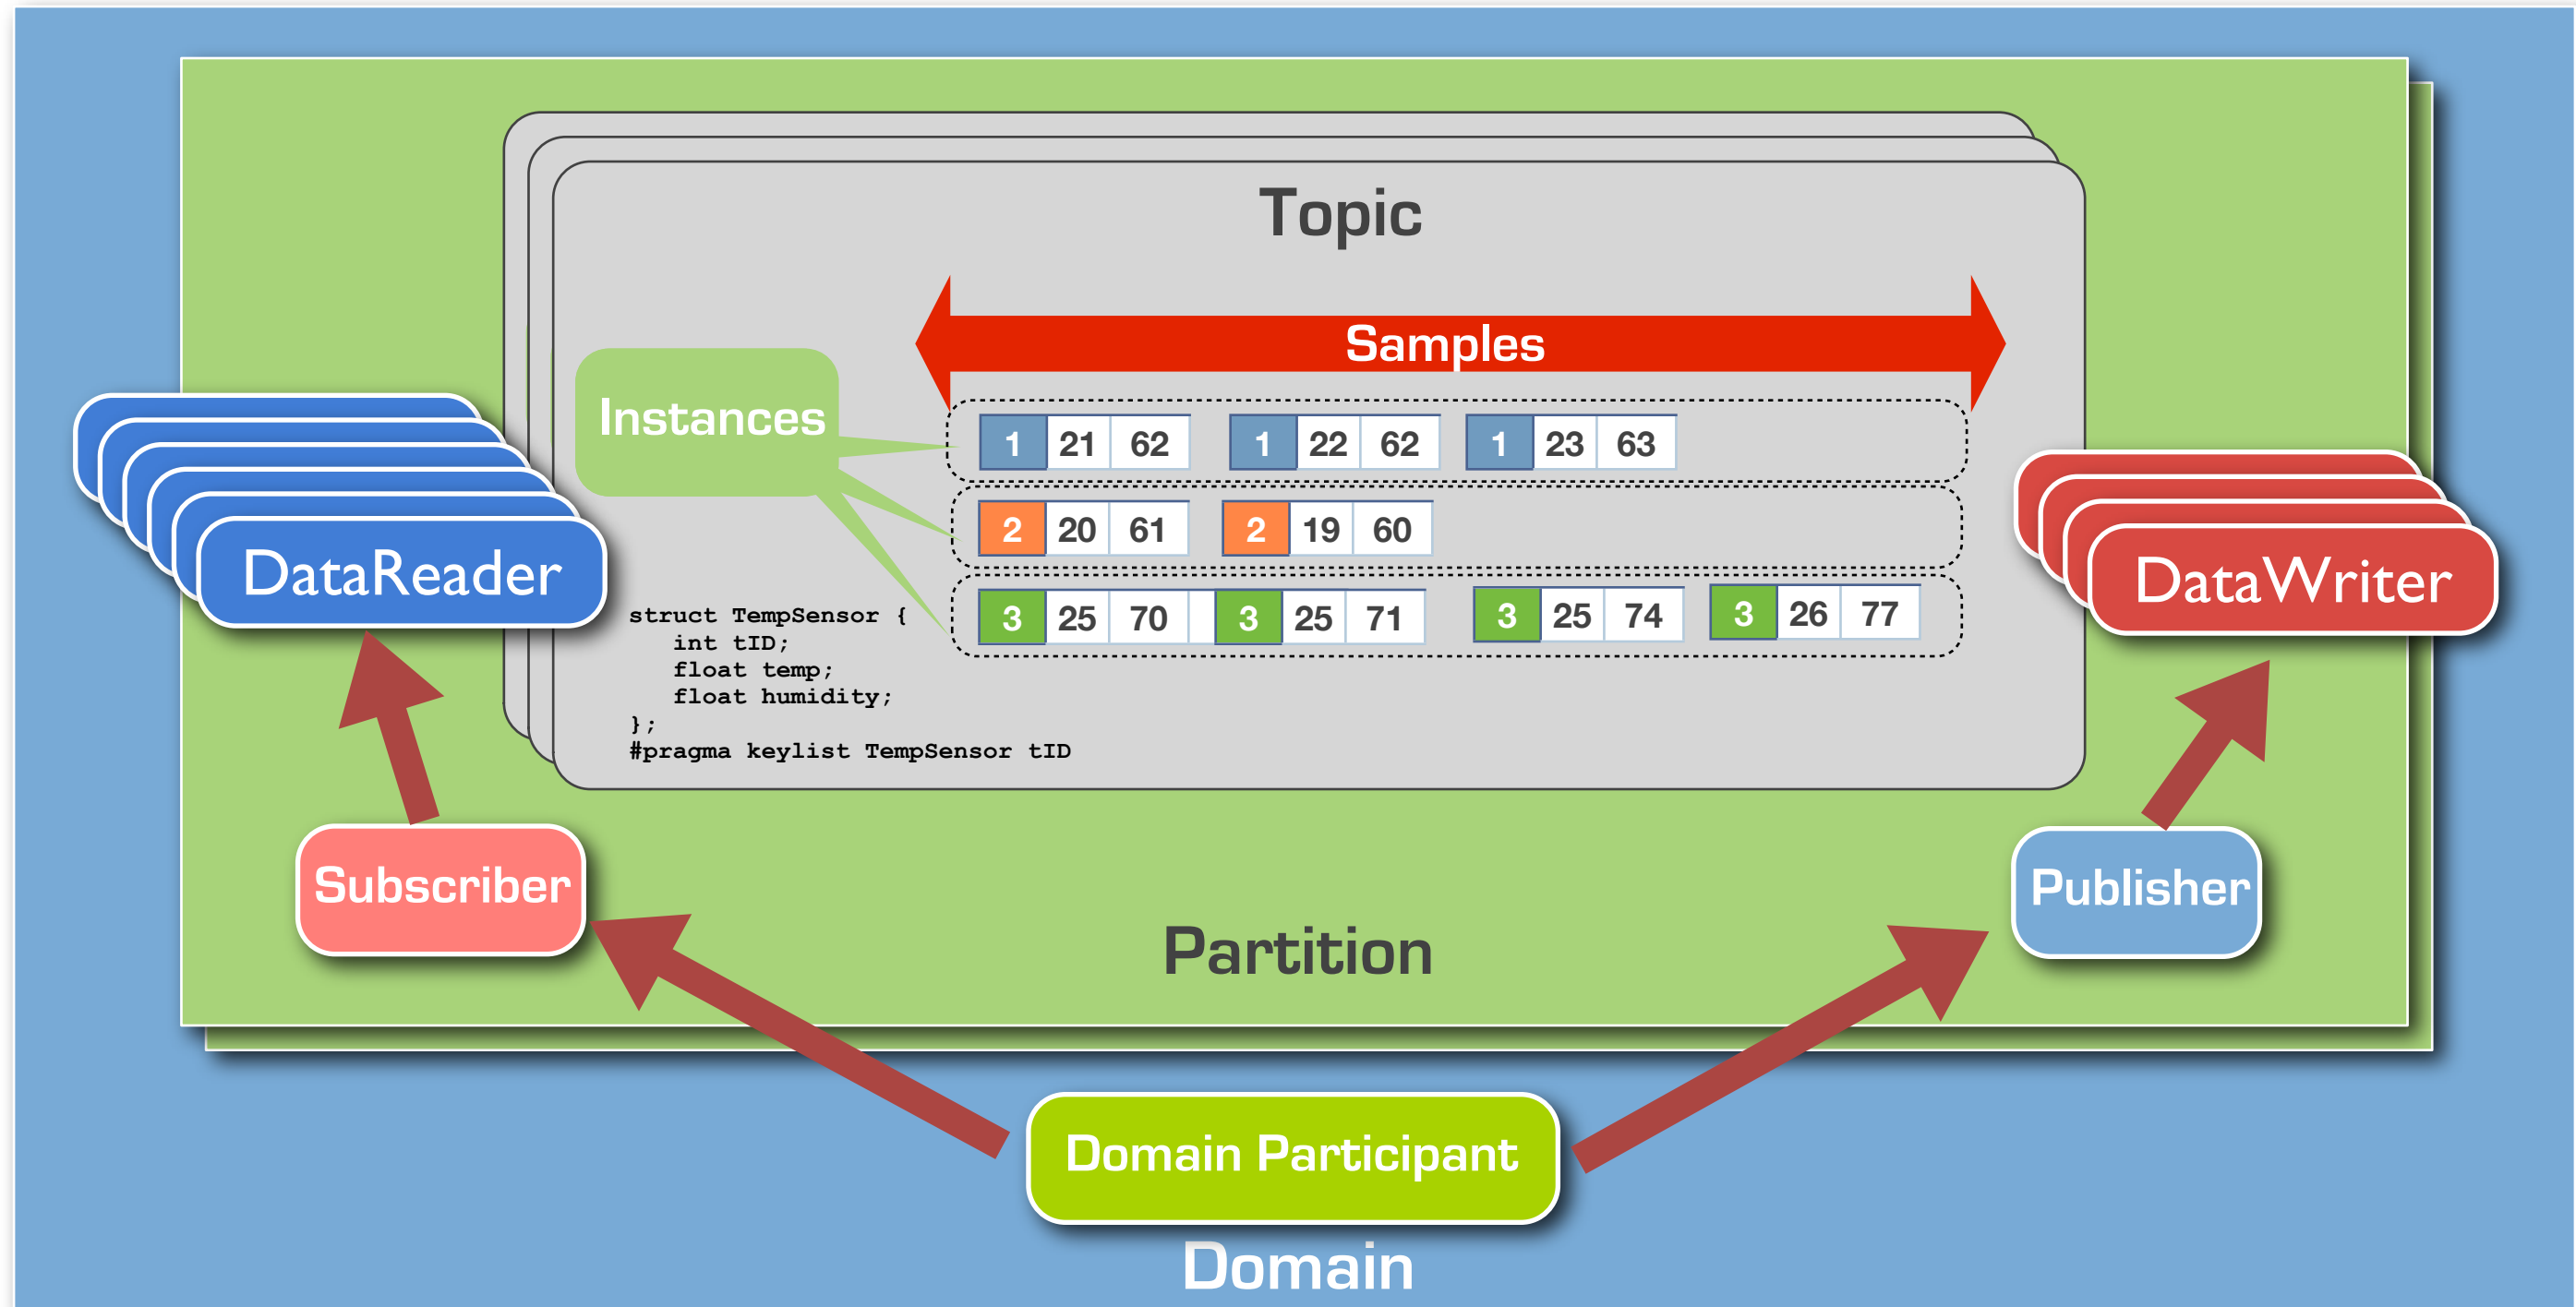 Topic
Samples
Instances
1 21 62 1 22 62 1 23 63
2 20 61 2 19 60
3 25 70 3 25 71 3 25 74 3 26 77
DataReader
DataWriter
struct TempSensor {
int tID;
float temp;
float humidity;
};
#pragma keylist TempSensor tID
Subscriber
Publisher
Partition
Domain Participant
Domain